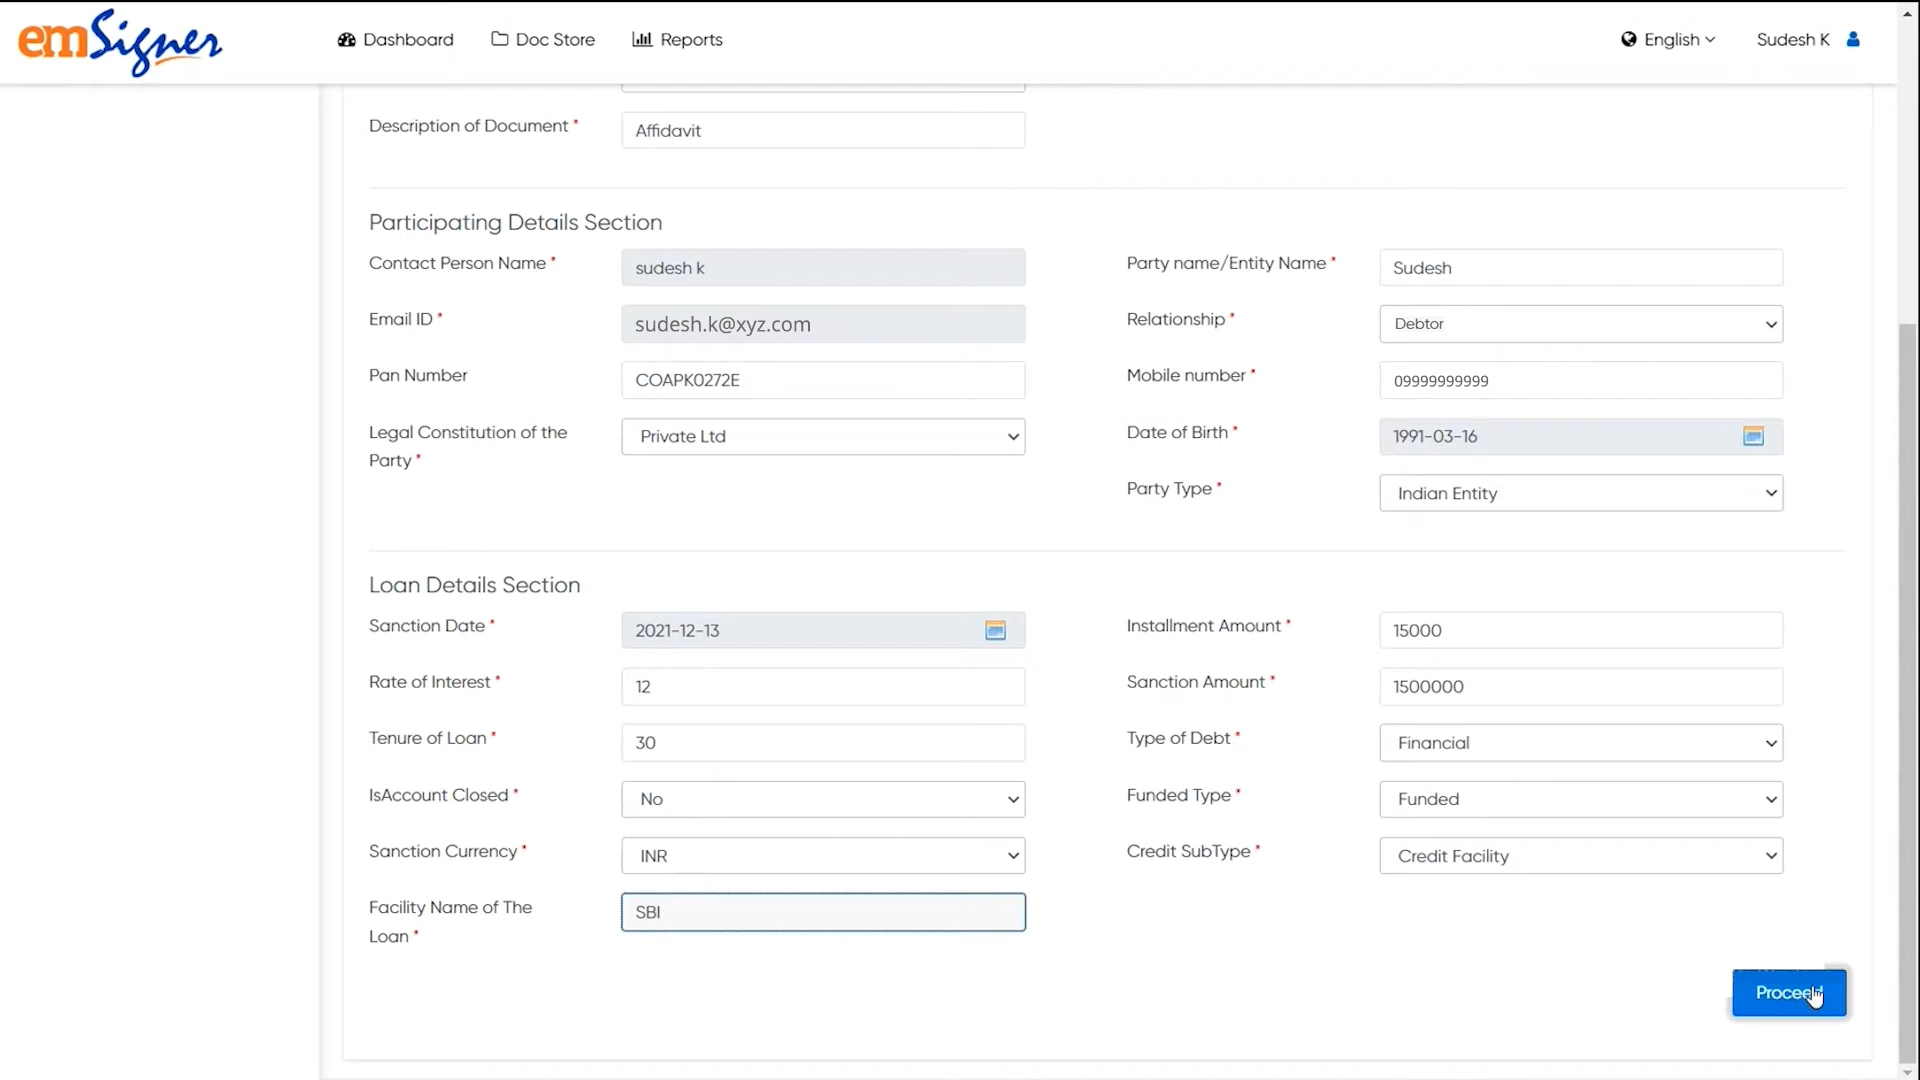 emSigner
Dashboard
Doc Store
Reports
English
Sudesh K
Description of Document *
Affidavit
Participating Details Section
Contact Person Name *
sudesh k
Party name/Entity Name *
Sudesh
Email ID *
sudesh.k@xyz.com
Relationship *
Debtor
Pan Number
COAPK0272E
Mobile number *
09999999999
Legal Constitution of the
Party *
Private Ltd
Date of Birth *
1991-03-16
Party Type *
Indian Entity
Loan Details Section
Sanction Date *
2021-12-13
Installment Amount *
15000
Rate of Interest *
12
Sanction Amount *
1500000
Tenure of Loan *
30
Type of Debt *
Financial
IsAccount Closed *
No
Funded Type *
Funded
Sanction Currency *
INR
Credit SubType *
Credit Facility
Facility Name of The
Loan *
SBI
Proceed